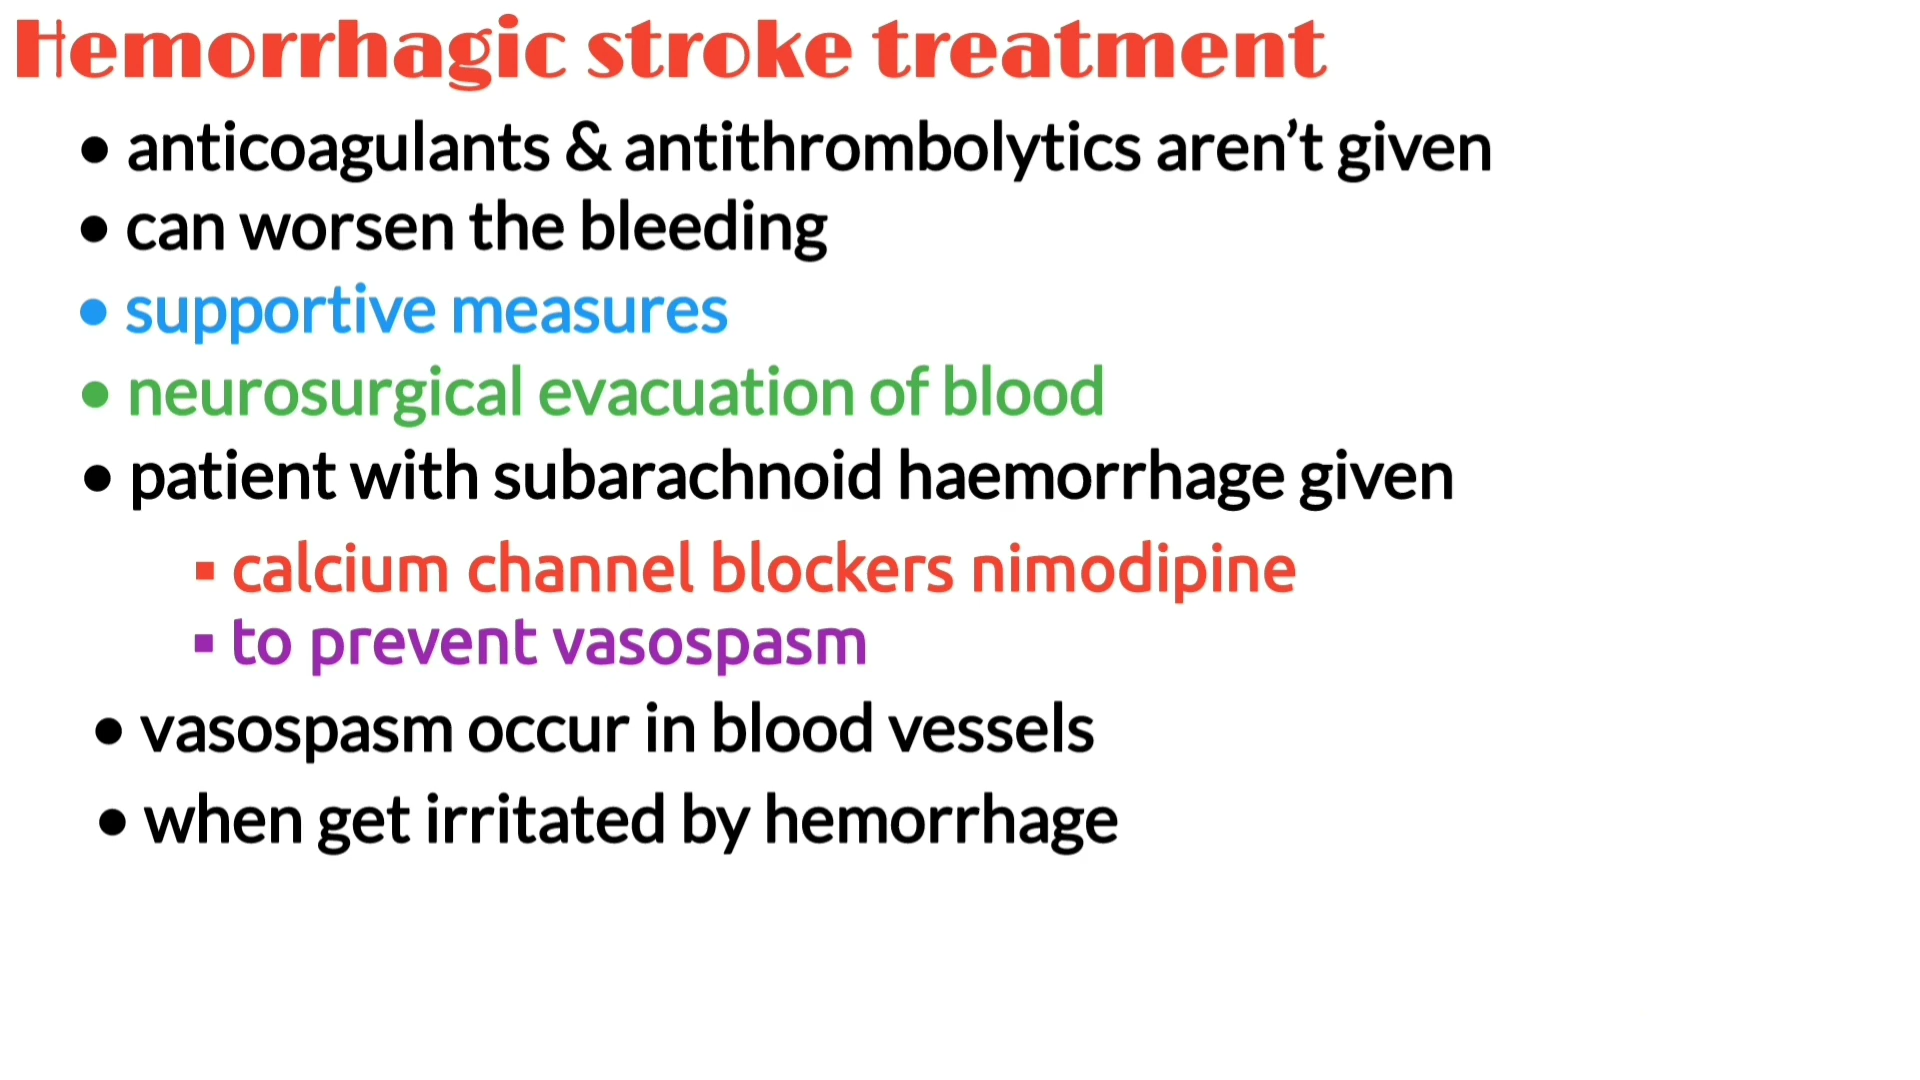 Hemorrhagic stroke treatment
• anticoagulants & antithrombolytics aren’t given
• can worsen the bleeding
• supportive measures
• neurosurgical evacuation of blood
• patient with subarachnoid haemorrhage given
▪ calcium channel blockers nimodipine
▪ to prevent vasospasm
• vasospasm occur in blood vessels
• when get irritated by hemorrhage